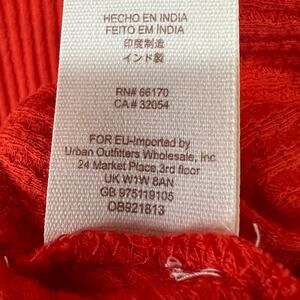 HECHO EN INDIA
FEITO EM ÍNDIA
印度制造
インド製
RN# 66170
CA # 32054
FOR EU-Imported by
Urban Outfitters Wholesale, Inc
24 Market Place,3rd floor
UK W1W 8AN
GB 975119105
OB921813